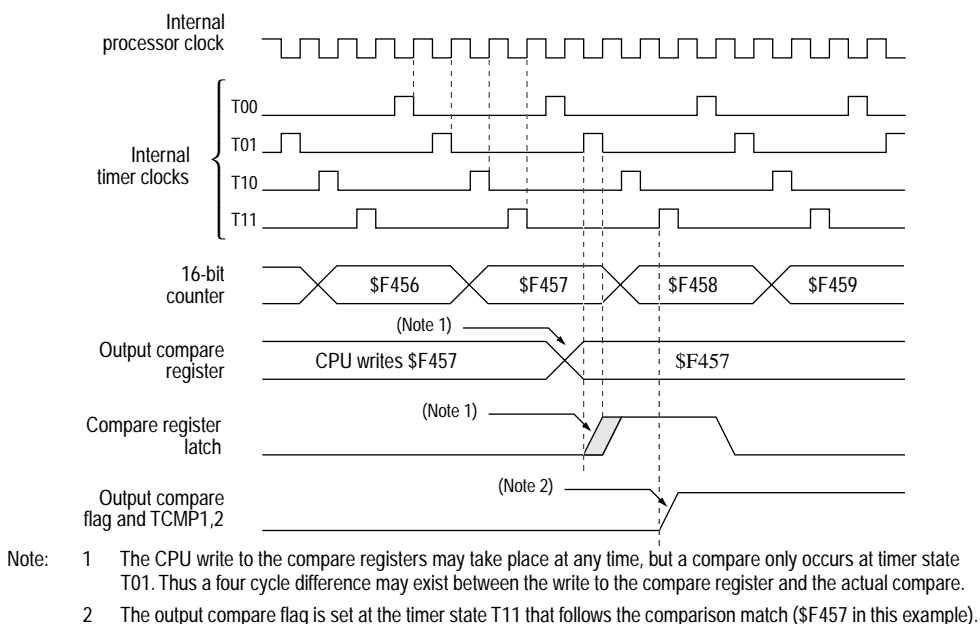 Internal
processor clock
T00
T01
Internal
timer clocks
T10
T11
16-bit
counter
$F456
$F457
$F458
$F459
(Note 1)
Output compare
register
CPU writes $F457
$F457
(Note 1)
Compare register
latch
(Note 2)
Output compare
flag and TCMP1,2
Note: 1 The CPU write to the compare registers may take place at any time, but a compare only occurs at timer state
T01. Thus a four cycle difference may exist between the write to the compare register and the actual compare.
2 The output compare flag is set at the timer state T11 that follows the comparison match ($F457 in this example).